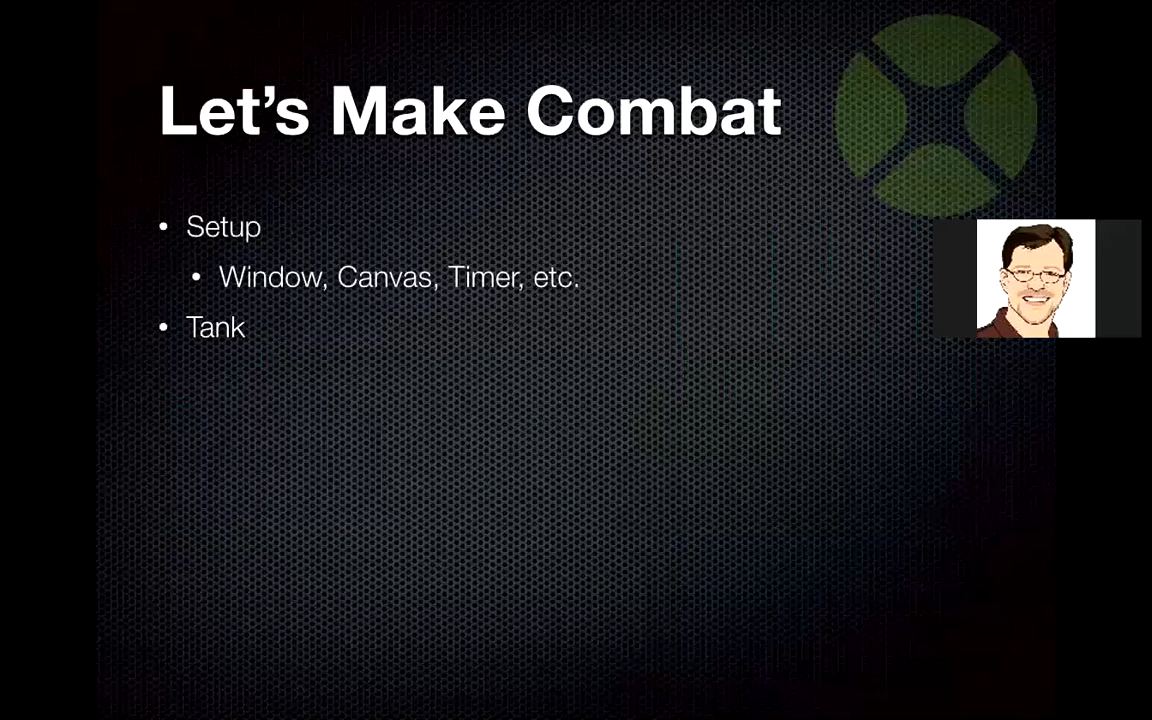 Let’s Make Combat
• Setup
• Window, Canvas, Timer, etc.
• Tank